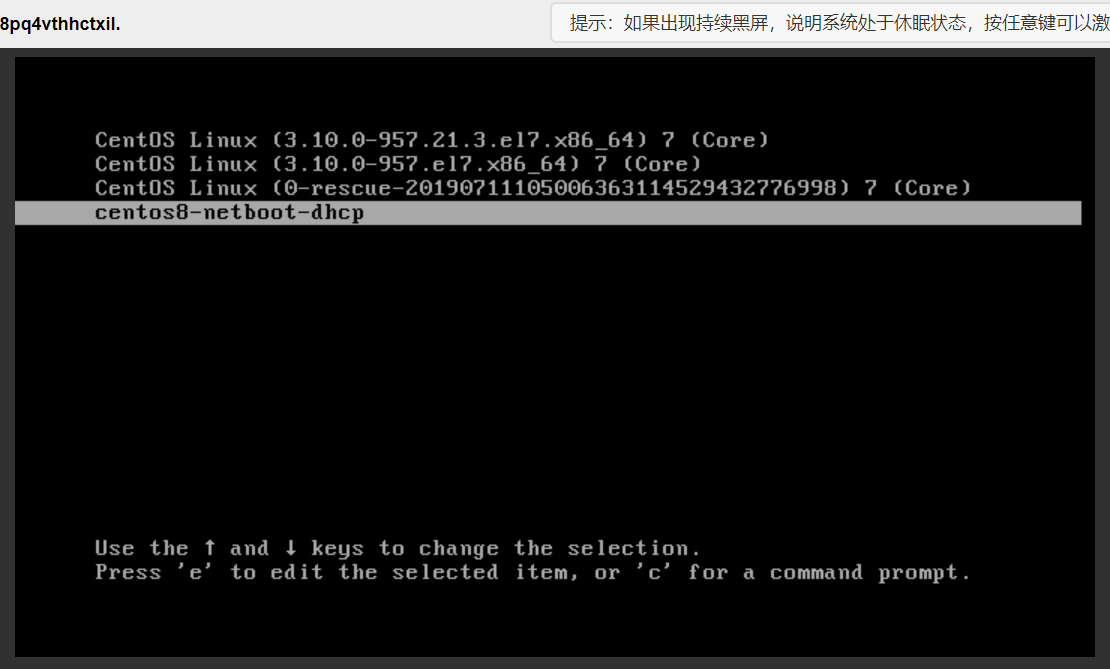 8pq4vthhctxil.
提示：如果出现持续黑屏，说明系统处于休眠状态，按任意键可以激
CentOS Linux (3.10.0-957.21.3.el7.x86_64) 7 (Core)
CentOS Linux (3.10.0-957.el7.x86_64) 7 (Core)
CentOS Linux (0-rescue-20190711105006363114529432776998) 7 (Core)
centos8-netboot-dhcp
Use the ↑ and ↓ keys to change the selection.
Press 'e' to edit the selected item, or 'c' for a command prompt.